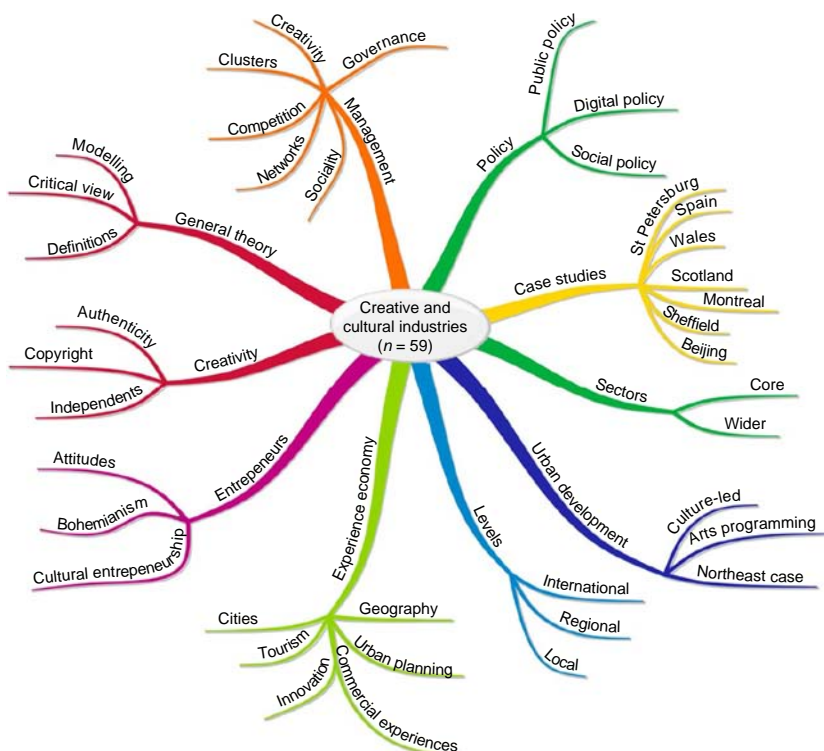 Creative and
cultural industries
(n = 59)
Management
Creativity
Governance
Clusters
Competition
Networks
Sociality
Policy
Public policy
Digital policy
Social policy
Case studies
St Petersburg
Spain
Wales
Scotland
Montreal
Sheffield
Beijing
Sectors
Core
Wider
Urban development
Culture-led
Arts programming
Northeast case
Levels
International
Regional
Local
Experience economy
Geography
Urban planning
Commercial experiences
Cities
Tourism
Innovation
Entrepeneurs
Attitudes
Bohemianism
Cultural entrepeneurship
Creativity
Authenticity
Copyright
Independents
General theory
Modelling
Critical view
Definitions